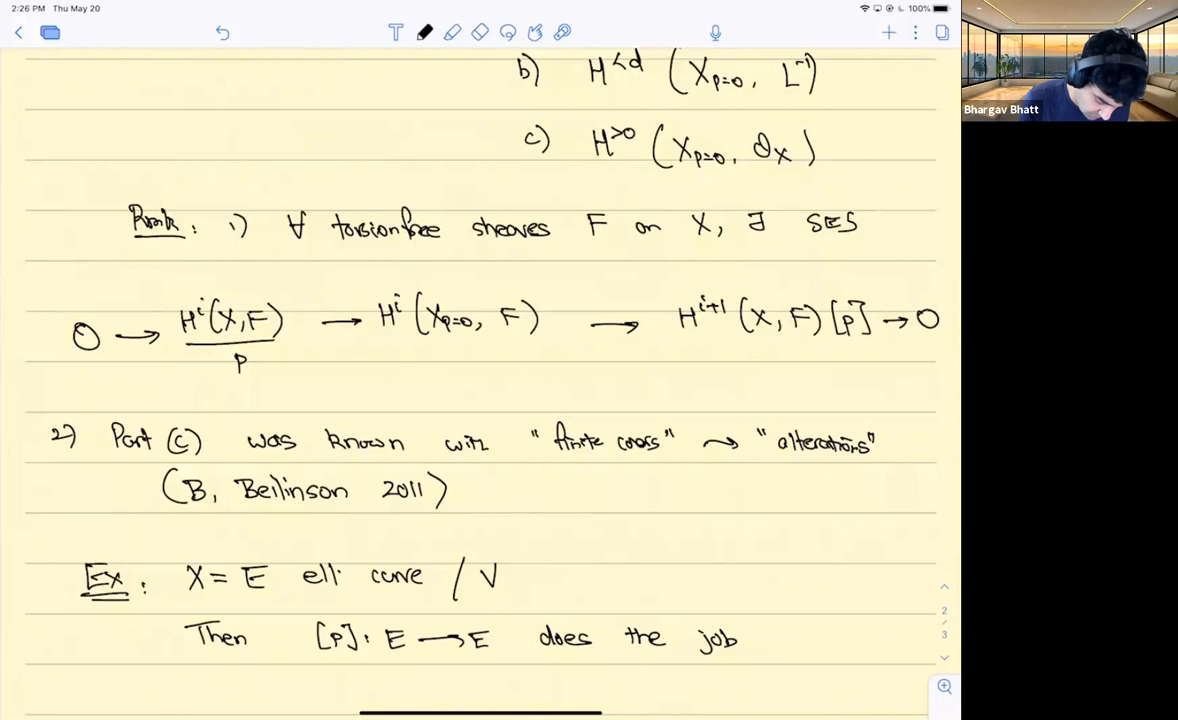 2:26 PM Thu May 20
100%
Bhargav Bhatt
b) H^{<d} (X_{p=0}, L^{-1})
c) H^{>0} (X_{p=0}, O_X)
Rmk: 1) ∀ torsionfree sheaves F on X, ∃ SES
0 → H^i(X,F)/p → H^i (X_{p=0}, F) → H^{i+1} (X, F)[p] → 0
2) Part (c) was known with "finite covers" ⇝ "alterations"
(B, Beilinson 2011)
Ex: X = E ell. curve / V
Then [p]: E → E does the job
2
/
3